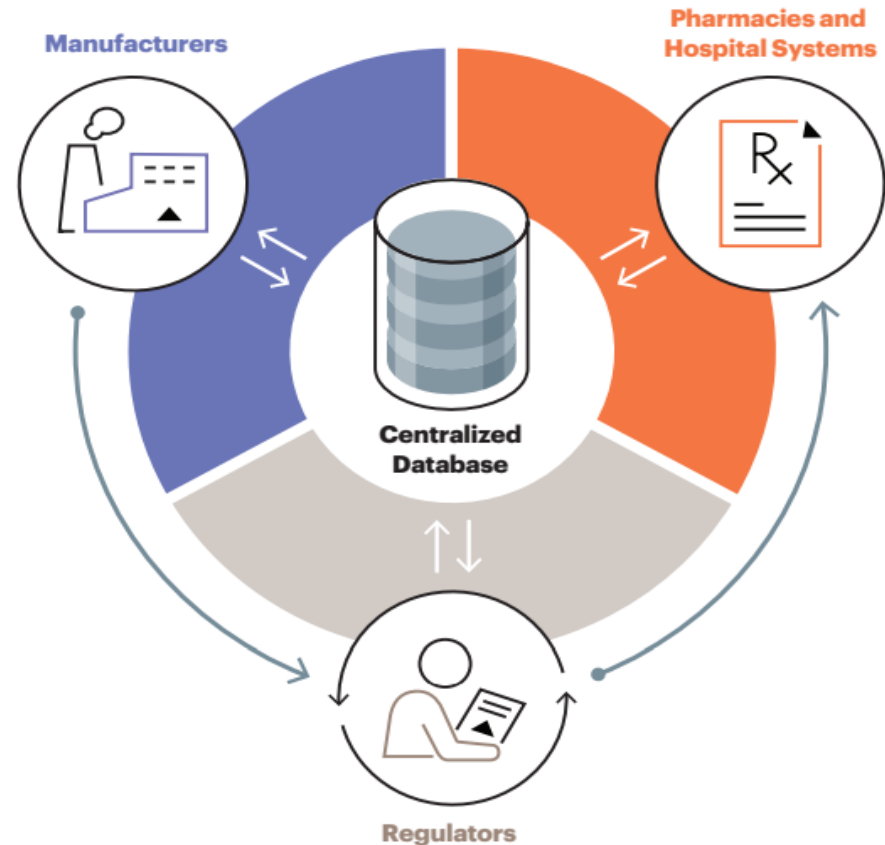 Manufacturers
Pharmacies and
Hospital Systems
Rx
Centralized
Database
Regulators